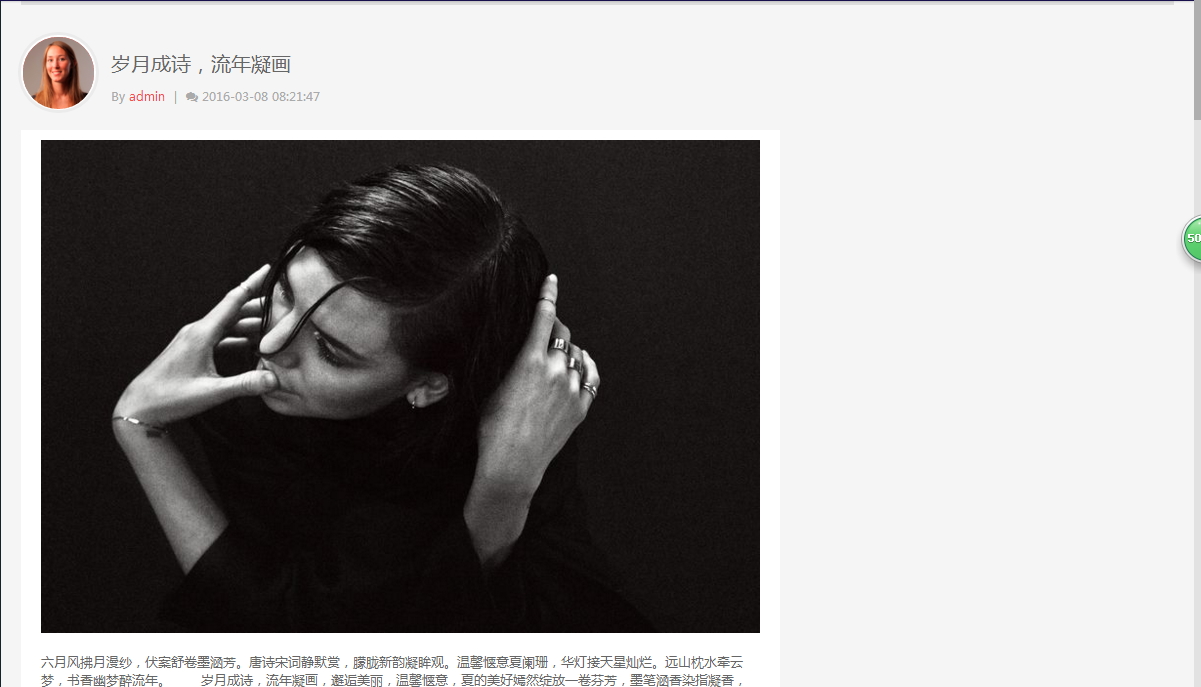 岁月成诗，流年凝画
By admin | 2016-03-08 08:21:47
50
六月风拂月漫纱，伏案舒卷墨涵芳。唐诗宋词静默赏，朦胧新韵凝眸观。温馨惬意夏阑珊，华灯接天星灿烂。远山枕水牵云
梦，书香幽梦醉流年。 岁月成诗，流年凝画，邂逅美丽，温馨惬意，夏的美好嫣然绽放一卷芬芳，墨笔涵香染指凝香，